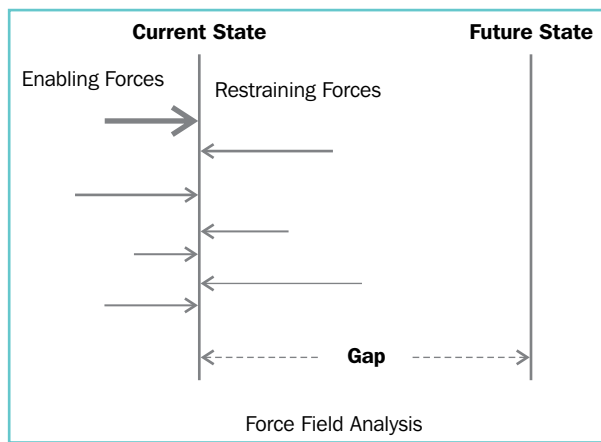 Current State
Future State
Enabling Forces
Restraining Forces
Gap
Force Field Analysis